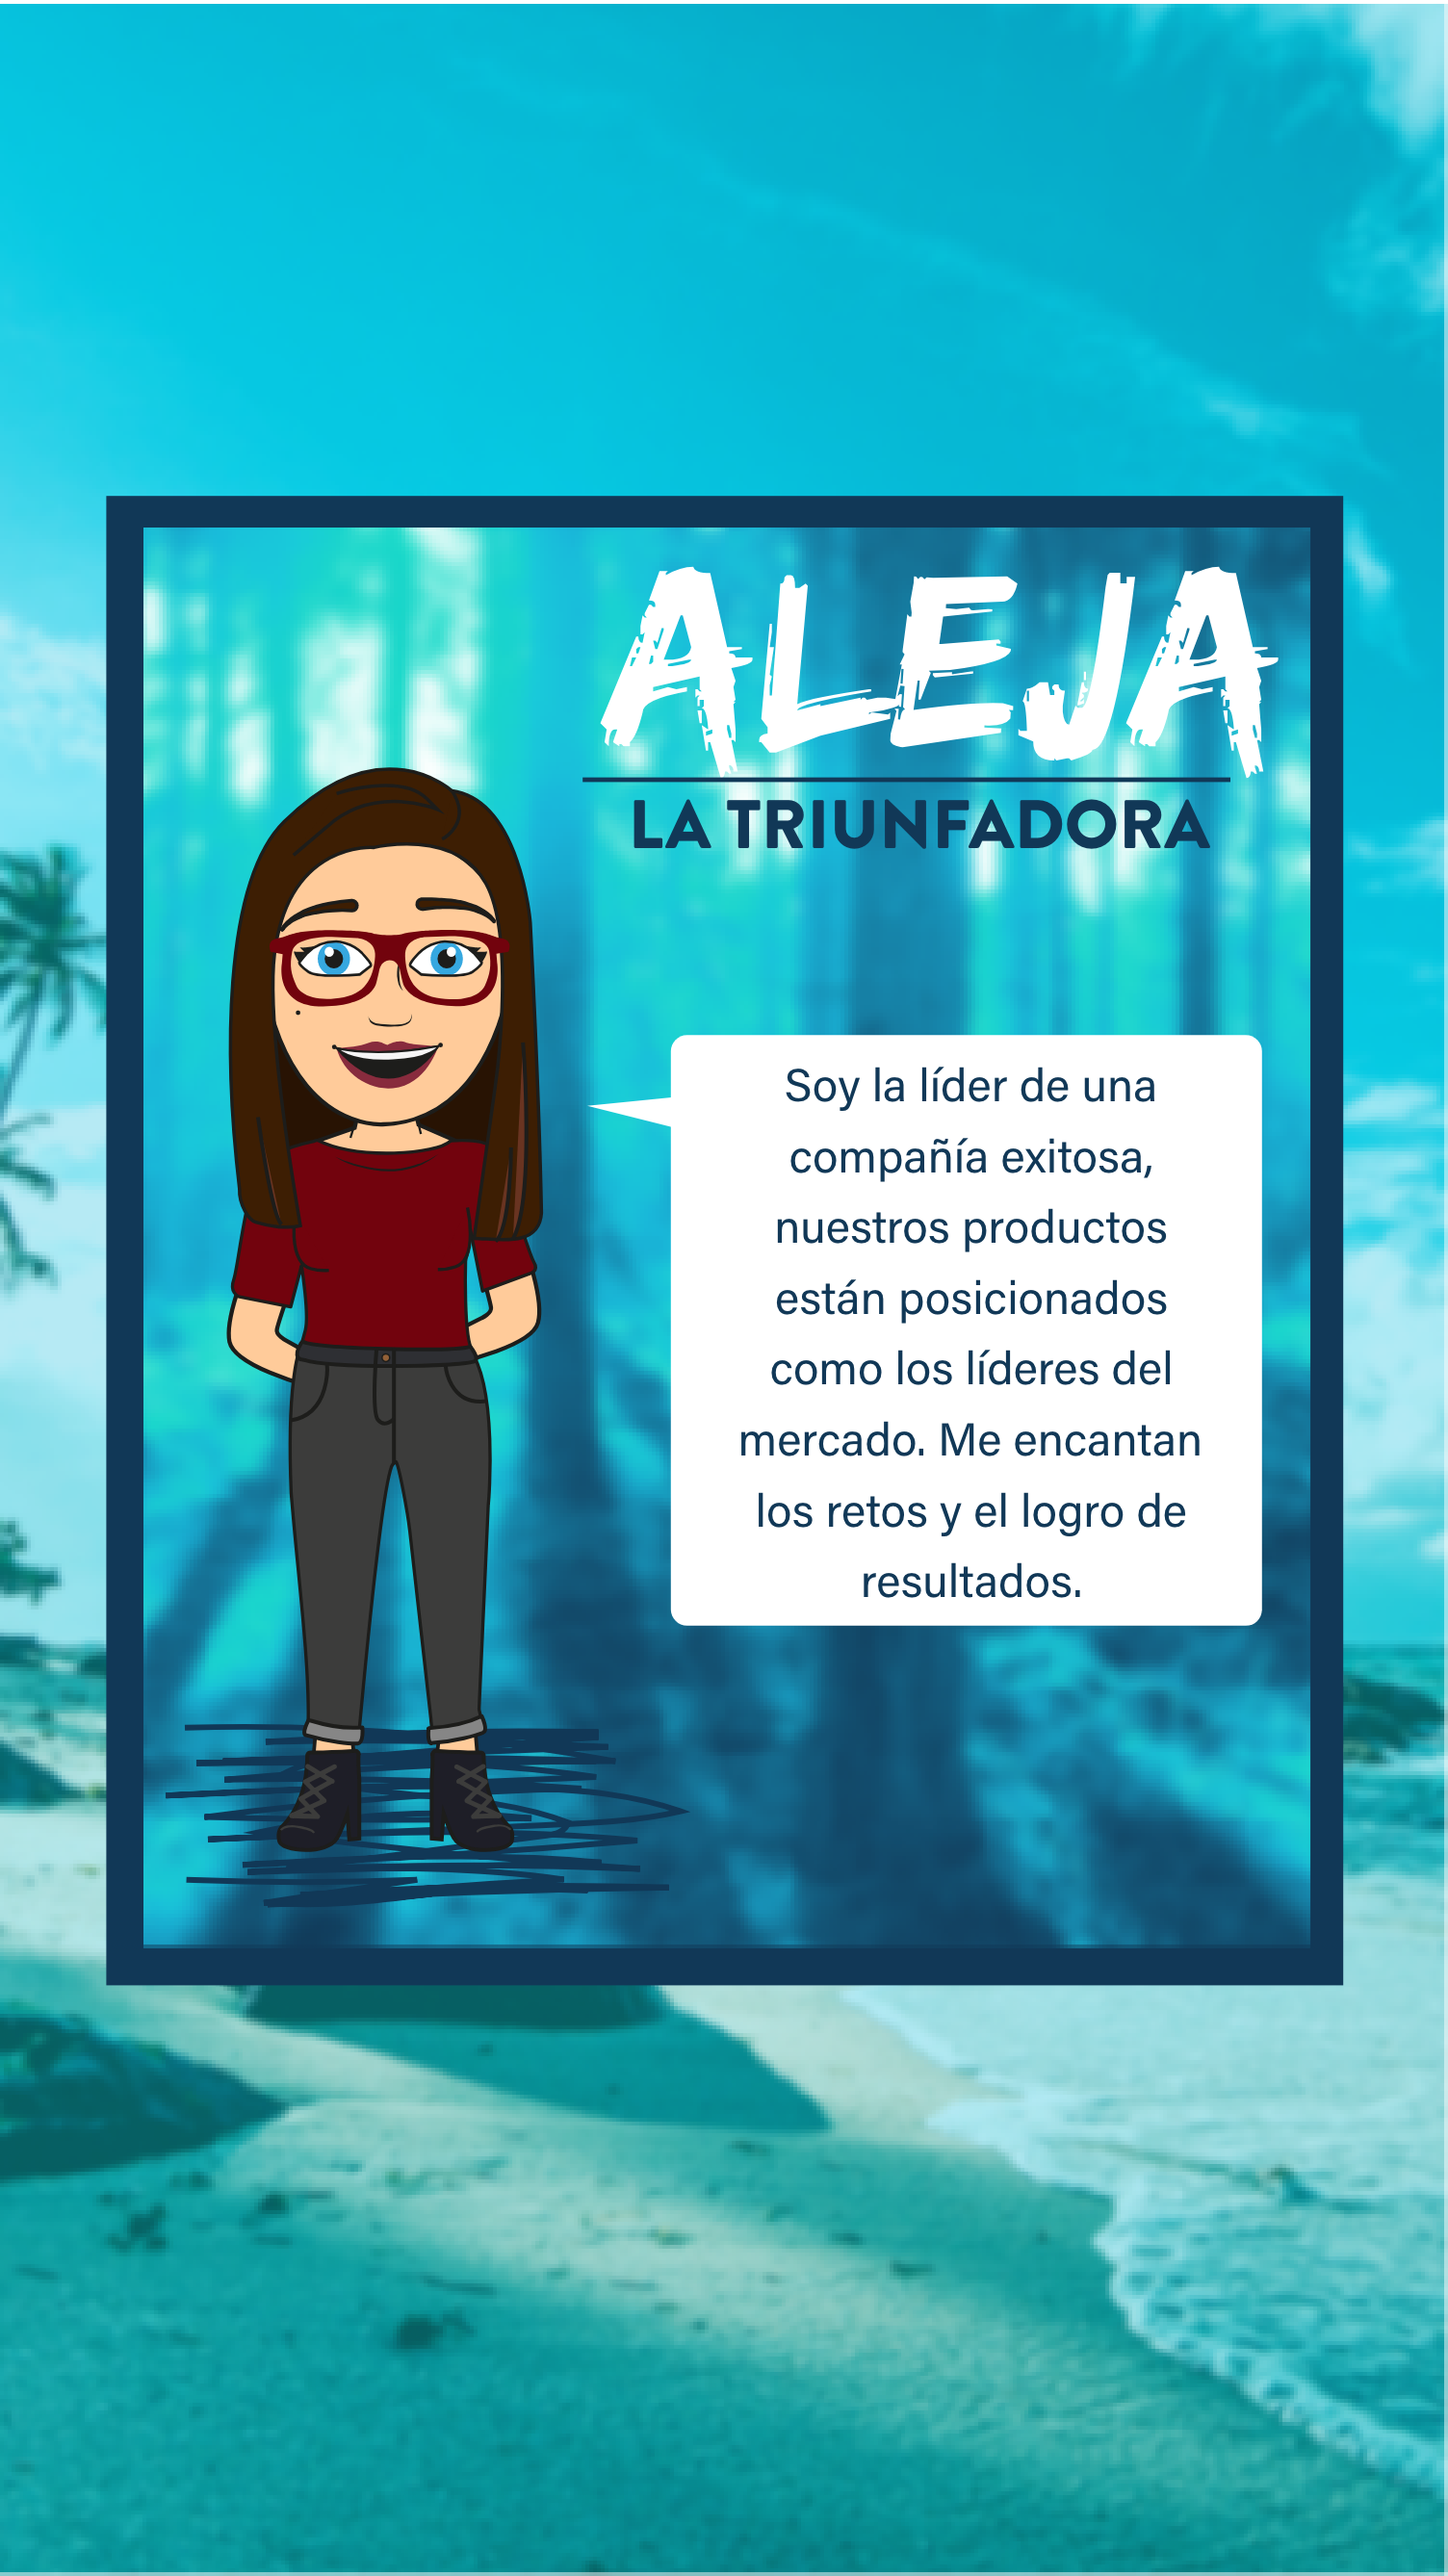 ALEJA
LA TRIUNFADORA
Soy la líder de una
compañía exitosa,
nuestros productos
están posicionados
como los líderes del
mercado. Me encantan
los retos y el logro de
resultados.